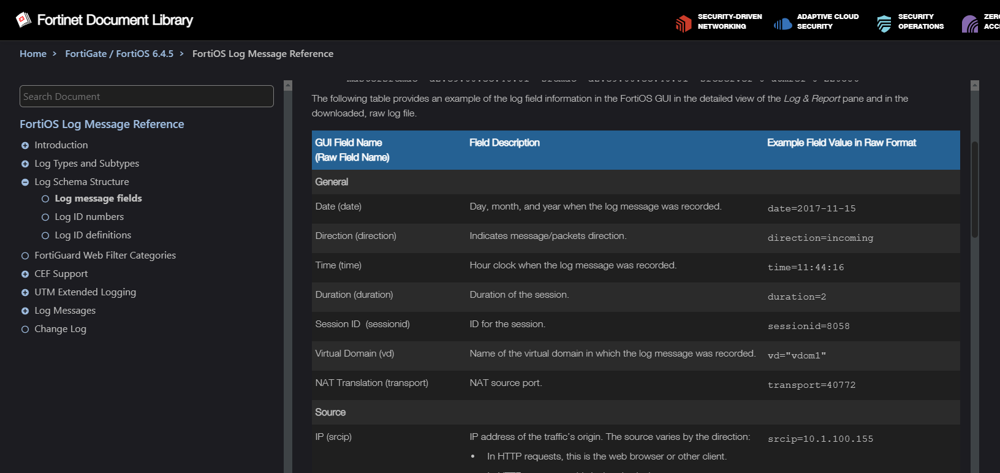 Fortinet Document Library
SECURITY-DRIVEN
NETWORKING
ADAPTIVE CLOUD
SECURITY
SECURITY
OPERATIONS
Home > FortiGate / FortiOS 6.4.5 > FortiOS Log Message Reference
Search Document
FortiOS Log Message Reference
Introduction
Log Types and Subtypes
Log Schema Structure
Log message fields
Log ID numbers
Log ID definitions
FortiGuard Web Filter Categories
CEF Support
UTM Extended Logging
Log Messages
Change Log
The following table provides an example of the log field information in the FortiOS GUI in the detailed view of the Log & Report pane and in the
downloaded, raw log file.
GUI Field Name
(Raw Field Name)
Field Description
Example Field Value in Raw Format
General
Date (date) Day, month, and year when the log message was recorded. date=2017-11-15
Direction (direction) Indicates message/packets direction. direction=incoming
Time (time) Hour clock when the log message was recorded. time=11:44:16
Duration (duration) Duration of the session. duration=2
Session ID (sessionid) ID for the session. sessionid=8058
Virtual Domain (vd) Name of the virtual domain in which the log message was recorded. vd="vdom1"
NAT Translation (transport) NAT source port. transport=40772
Source
IP (srcip) IP address of the traffic's origin. The source varies by the direction: srcip=10.1.100.155
• In HTTP requests, this is the web browser or other client.